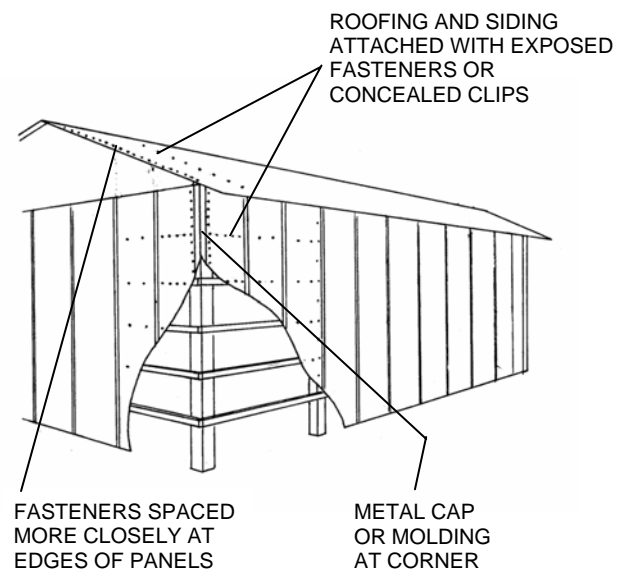 ROOFING AND SIDING
ATTACHED WITH EXPOSED
FASTENERS OR
CONCEALED CLIPS
FASTENERS SPACED
MORE CLOSELY AT
EDGES OF PANELS
METAL CAP
OR MOLDING
AT CORNER